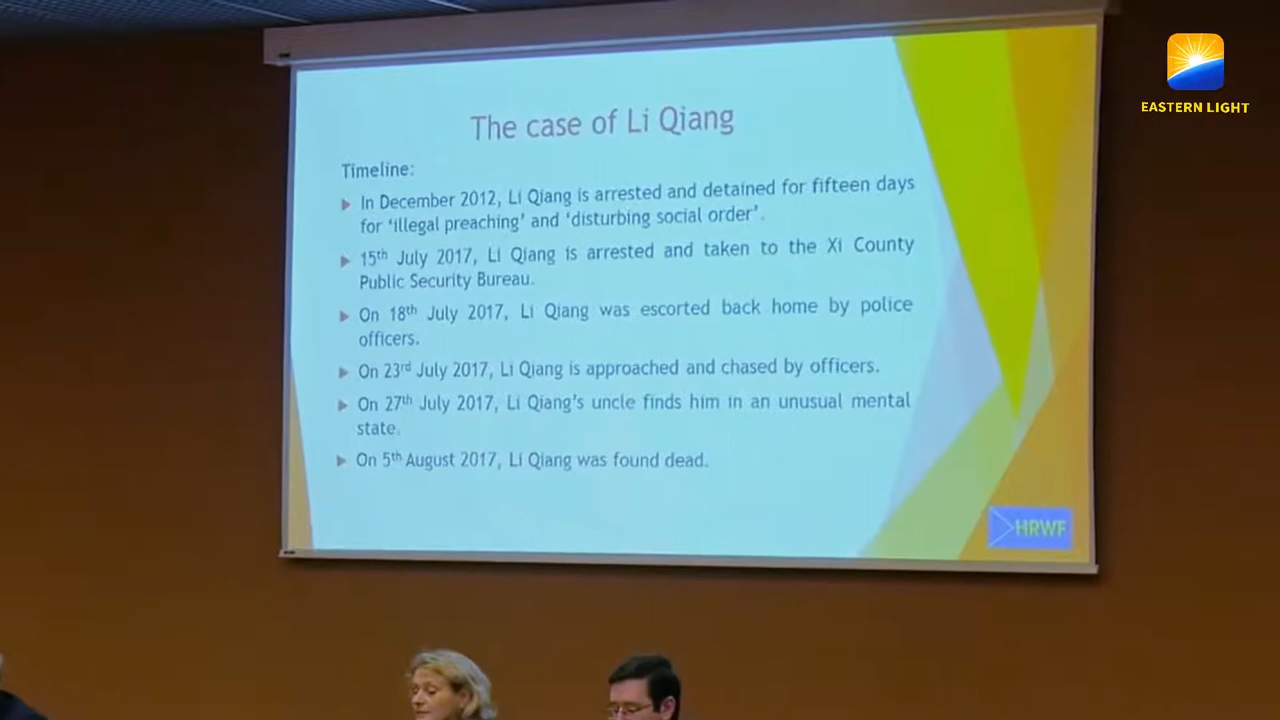 EASTERN LIGHT
The case of Li Qiang
Timeline:
In December 2012, Li Qiang is arrested and detained for fifteen days
for ‘illegal preaching’ and ‘disturbing social order’.
15th July 2017, Li Qiang is arrested and taken to the Xi County
Public Security Bureau.
On 18th July 2017, Li Qiang was escorted back home by police
officers.
On 23rd July 2017, Li Qiang is approached and chased by officers.
On 27th July 2017, Li Qiang’s uncle finds him in an unusual mental
state.
On 5th August 2017, Li Qiang was found dead.
HRWF